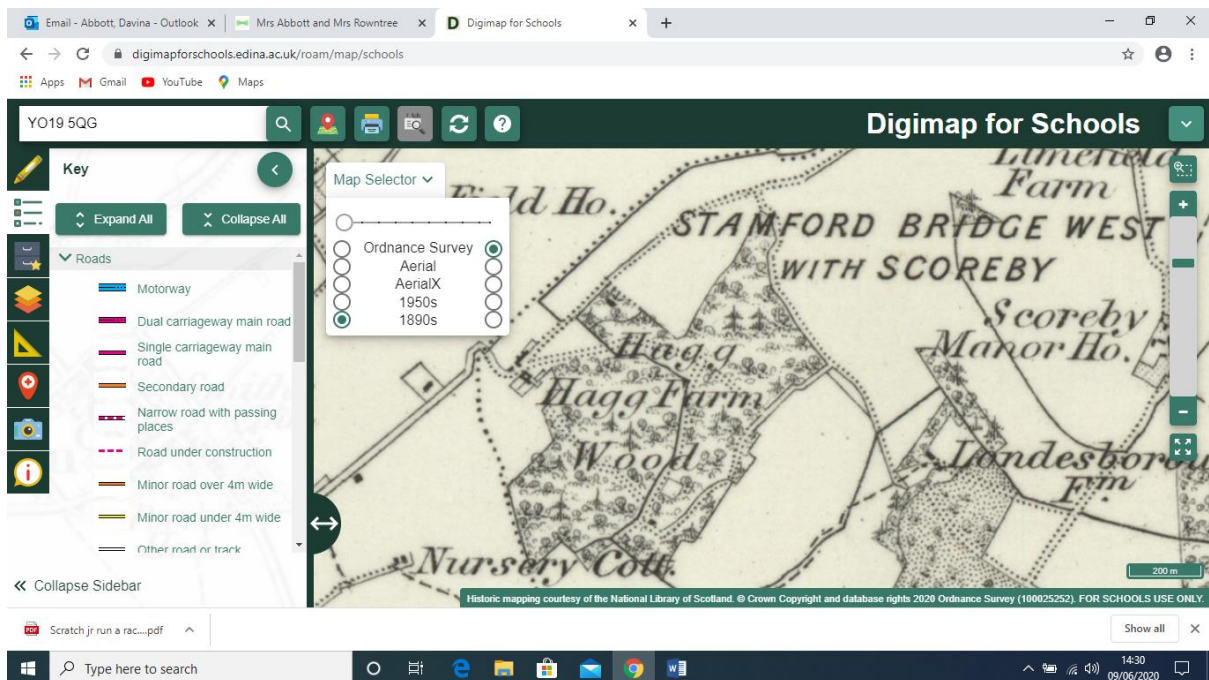 Email - Abbott, Davina - Outlook
Mrs Abbott and Mrs Rowntree
Digimap for Schools
digimapforschools.edina.ac.uk/roam/map/schools
Apps
Gmail
YouTube
Maps
YO19 5QG
Digimap for Schools
Key
Expand All
Collapse All
Roads
Motorway
Dual carriageway main road
Single carriageway main
road
Secondary road
Narrow road with passing
places
Road under construction
Minor road over 4m wide
Minor road under 4m wide
Other road or track
Collapse Sidebar
Map Selector
Ordnance Survey
Aerial
AerialX
1950s
1890s
Field Ho.
Limefield
Farm
STAMFORD BRIDGE WEST
WITH SCOREBY
Scoreby
Manor Ho.
Hagg
Hagg Farm
Wood
Londesboro
Fm
Nursery Cott.
200 m
Historic mapping courtesy of the National Library of Scotland. © Crown Copyright and database rights 2020 Ordnance Survey (100025252). FOR SCHOOLS USE ONLY.
Scratch jr run a rac....pdf
Show all
Type here to search
14:30
09/06/2020